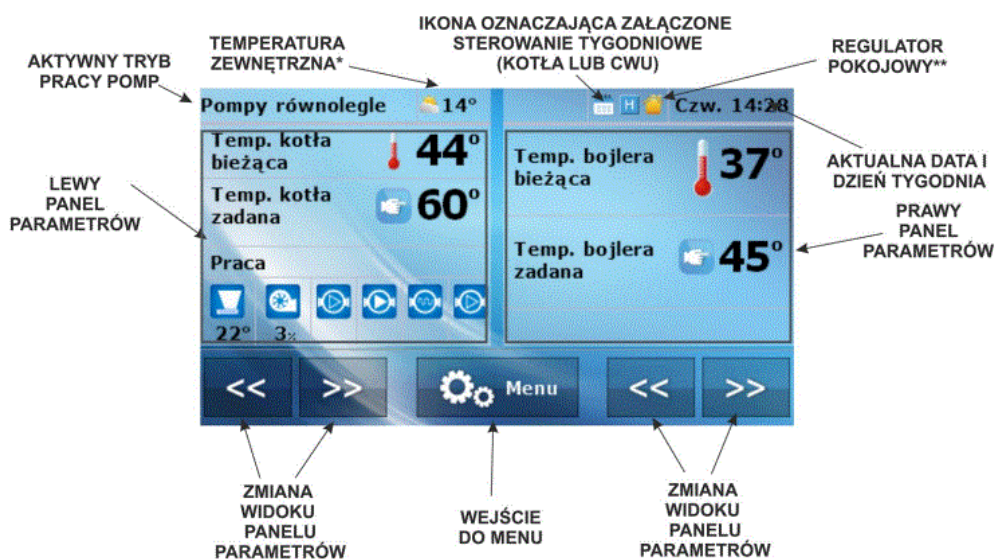 IKONA OZNACZAJĄCA ZAŁĄCZONE
STEROWANIE TYGODNIOWE
(KOTŁA LUB CWU)
TEMPERATURA
ZEWNĘTRZNA*
REGULATOR
POKOJOWY**
AKTYWNY TRYB
PRACY POMP
Pompy równolegle
14°
H
Czw. 14:28
Temp. kotła
bieżąca
44°
Temp. kotła
zadana
60°
Praca
22°
3%
Temp. bojlera
bieżąca
37°
Temp. bojlera
zadana
45°
LEWY
PANEL
PARAMETRÓW
AKTUALNA DATA I
DZIEŃ TYGODNIA
PRAWY
PANEL
PARAMETRÓW
<<
>>
Menu
<<
>>
ZMIANA
WIDOKU
PANELU
PARAMETRÓW
WEJŚCIE
DO MENU
ZMIANA
WIDOKU
PANELU
PARAMETRÓW